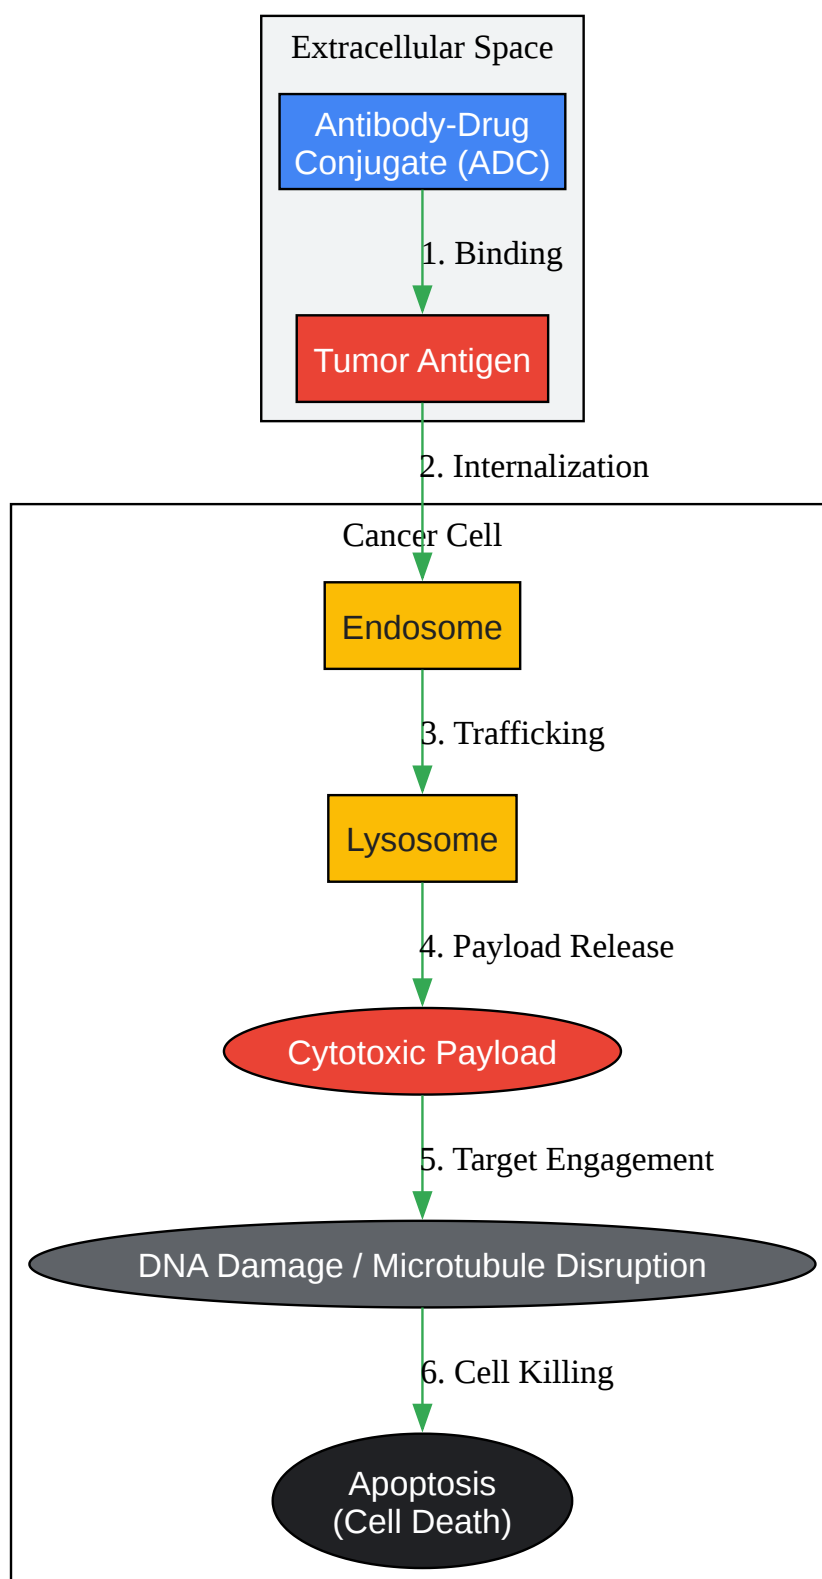 Extracellular Space
Antibody-Drug
Conjugate (ADC)
1. Binding
Tumor Antigen
2. Internalization
Cancer Cell
Endosome
3. Trafficking
Lysosome
4. Payload Release
Cytotoxic Payload
5. Target Engagement
DNA Damage / Microtubule Disruption
6. Cell Killing
Apoptosis
(Cell Death)